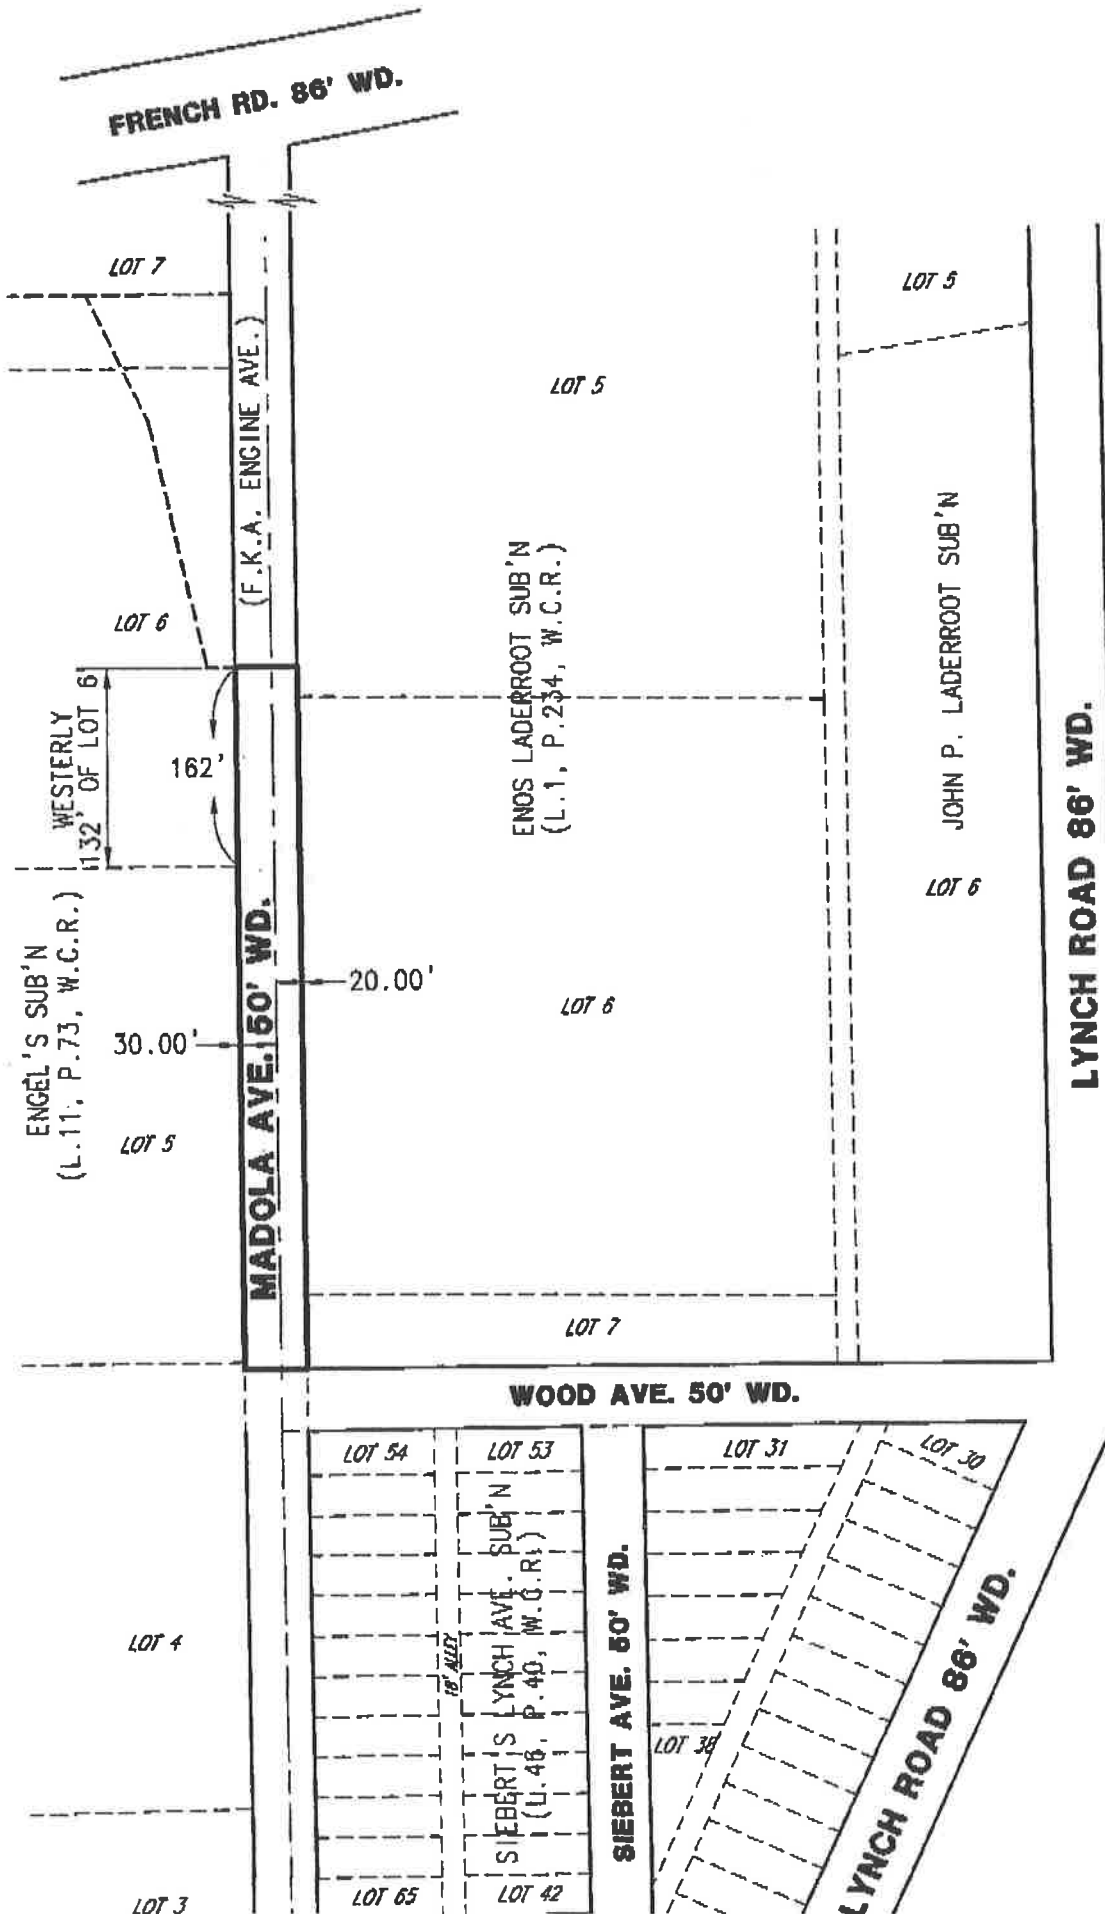 FRENCH RD. 86' WD.
LOT 7
LOT 5
(F.K.A. ENGINE AVE.)
LOT 5
ENOS LADERROOT SUB'N
(L.1, P.234, W.C.R.)
JOHN P. LADERROOT SUB'N
LOT 6
WESTERLY
132' OF LOT 6
162'
LYNCH ROAD 86' WD.
LOT 6
ENGEL'S SUB'N
(L.11, P.73, W.C.R.)
MADOLA AVE. 50' WD.
20.00'
LOT 6
30.00'
LOT 5
LOT 7
WOOD AVE. 50' WD.
LOT 54
LOT 53
LOT 31
LOT 30
SIEBERT'S LYNCH AVE. SUB'N
(L.46, P.40, W.C.R.)
SIEBERT AVE. 50' WD.
LOT 4
18' ALLEY
LOT 38
LYNCH ROAD 86' WD.
LOT 3
LOT 65
LOT 42